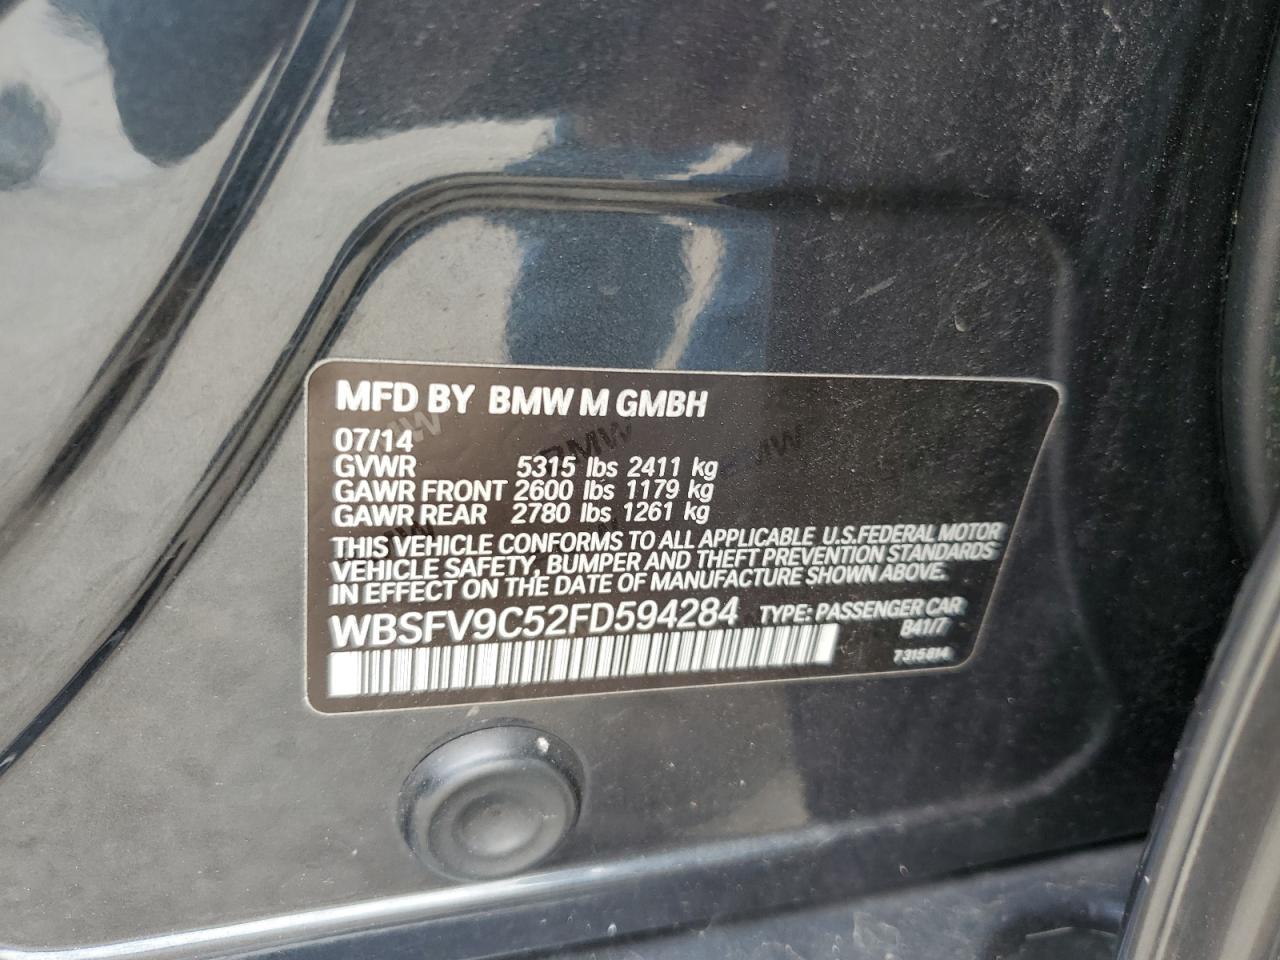 MFD BY BMW M GMBH
07/14
GVWR 5315 lbs 2411 kg
GAWR FRONT 2600 lbs 1179 kg
GAWR REAR 2780 lbs 1261 kg
THIS VEHICLE CONFORMS TO ALL APPLICABLE U.S.FEDERAL MOTOR
VEHICLE SAFETY, BUMPER AND THEFT PREVENTION STANDARDS
IN EFFECT ON THE DATE OF MANUFACTURE SHOWN ABOVE.
WBSFV9C52FD594284 TYPE: PASSENGER CAR
B41/7
7315814